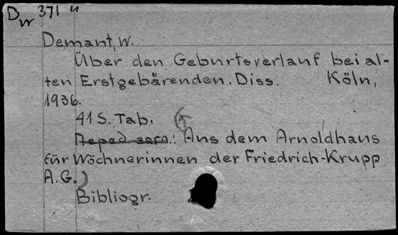 Dw 371 u
Demant, W.
Über den Geburtsverlauf bei al-
ten Erstgebärenden. Diss. Köln,
1936.
41 S. Tab.
(Aus dem Arnoldhaus
für Wöchnerinnen der Friedrich-Krupp
A.G.)
Bibliogr.